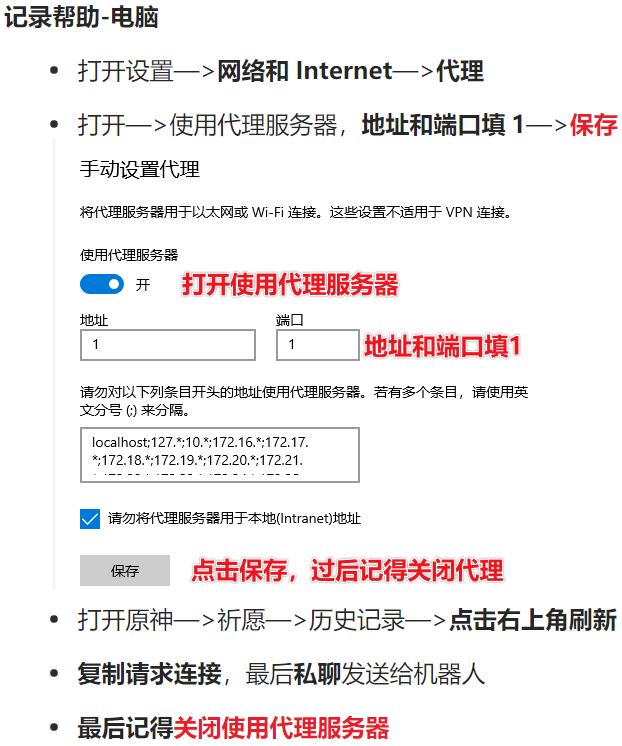 记录帮助-电脑
打开设置—>网络和 Internet—>代理
打开—>使用代理服务器，地址和端口填 1—>保存
手动设置代理
将代理服务器用于以太网或 Wi-Fi 连接。这些设置不适用于 VPN 连接。
使用代理服务器
开 打开使用代理服务器
地址 端口
1 1 地址和端口填1
请勿对以下列条目开头的地址使用代理服务器。若有多个条目，请使用英
文分号 (;) 来分隔。
localhost;127.*;10.*;172.16.*;172.17.
*;172.18.*;172.19.*;172.20.*;172.21.
请勿将代理服务器用于本地(Intranet)地址
保存 点击保存，过后记得关闭代理
打开原神—>祈愿—>历史记录—>点击右上角刷新
复制请求连接，最后私聊发送给机器人
最后记得关闭使用代理服务器